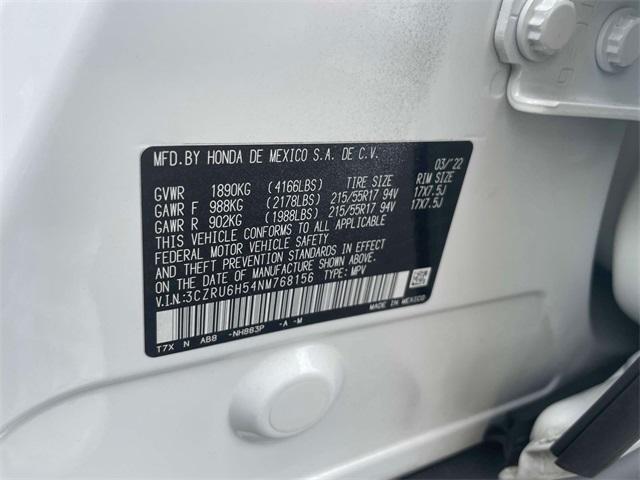 MFD.BY HONDA DE MEXICO S.A. DE C.V. 03/'22
GVWR 1890KG (4166LBS) TIRE SIZE RIM SIZE
GAWR F 988KG (2178LBS) 215/55R17 94V 17X7.5J
GAWR R 902KG (1988LBS) 215/55R17 94V 17X7.5J
THIS VEHICLE CONFORMS TO ALL APPLICABLE
FEDERAL MOTOR VEHICLE SAFETY
AND THEFT PREVENTION STANDARDS IN EFFECT
ON THE DATE OF MANUFACTURE SHOWN ABOVE.
V.I.N.:3CZRU6H54NM768156 TYPE: MPV
MADE IN MEXICO
T7X N AB8 -NH883P -A -M